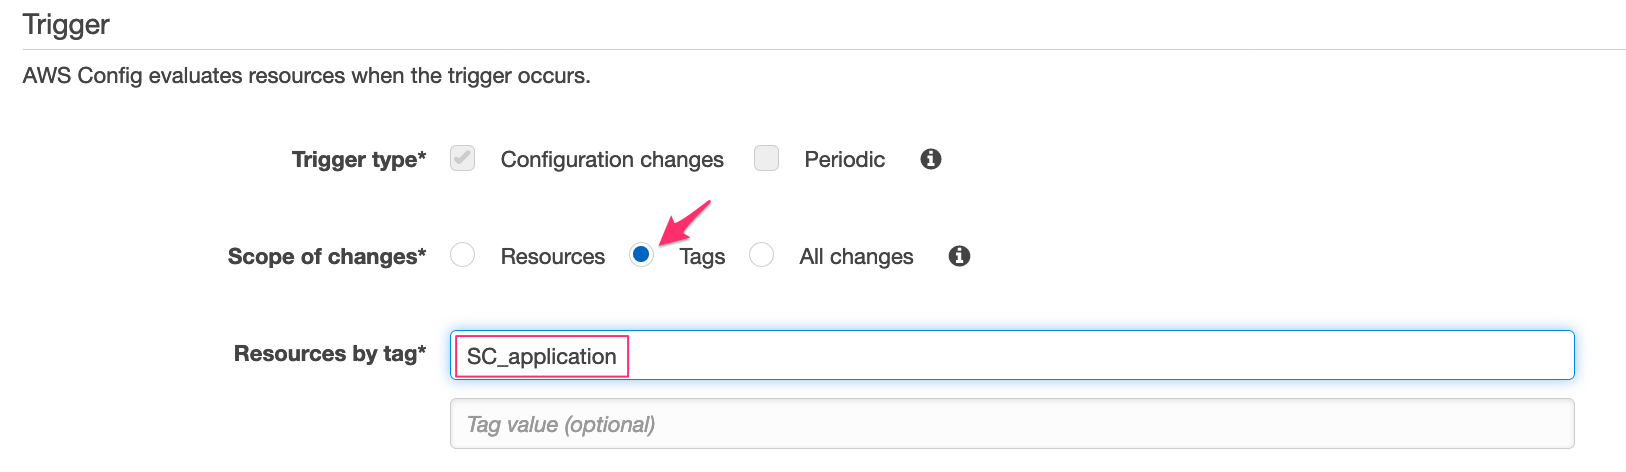 Trigger
AWS Config evaluates resources when the trigger occurs.
Trigger type* Configuration changes Periodic
Scope of changes* Resources Tags All changes
Resources by tag* SC_application
Tag value (optional)